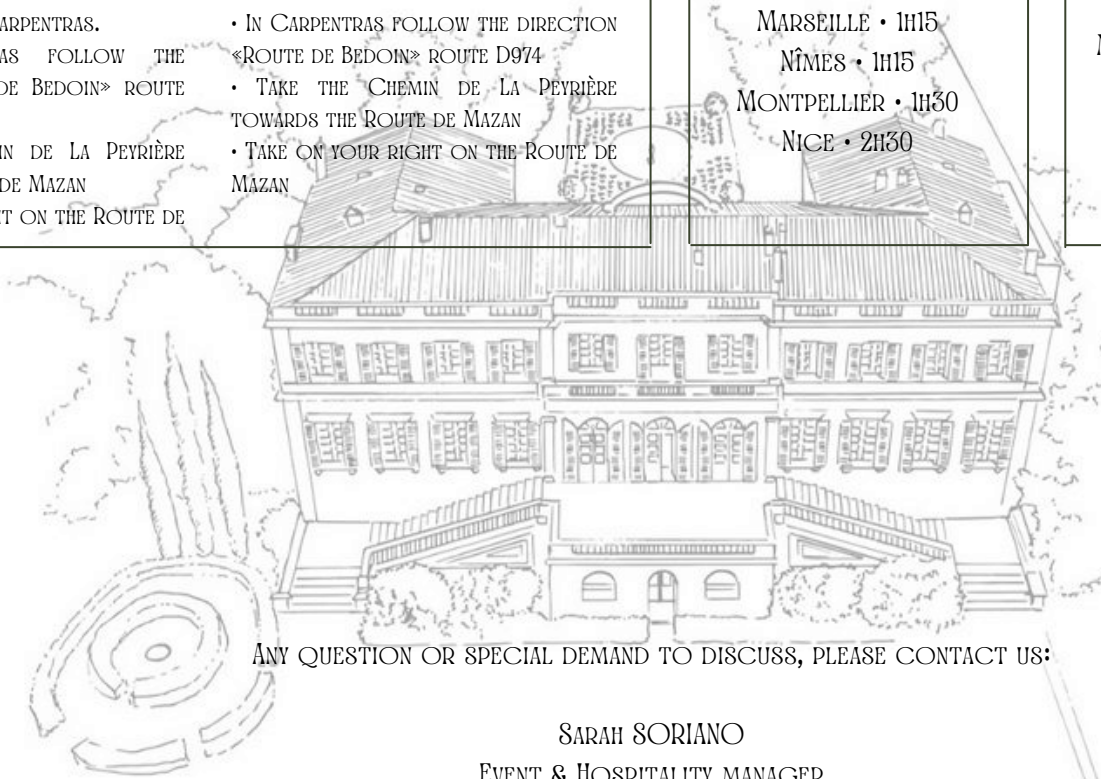 ARPENTRAS.
AS FOLLOW THE
DE BEDOIN» ROUTE
IN DE LA PEYRIÈRE
DE MAZAN
HT ON THE ROUTE DE
• IN CARPENTRAS FOLLOW THE DIRECTION
«ROUTE DE BEDOIN» ROUTE D974
• TAKE THE CHEMIN DE LA PEYRIÈRE
TOWARDS THE ROUTE DE MAZAN
• TAKE ON YOUR RIGHT ON THE ROUTE DE
MAZAN
MARSEILLE • 1H15
NÎMES • 1H15
MONTPELLIER • 1H30
NICE • 2H30
ANY QUESTION OR SPECIAL DEMAND TO DISCUSS, PLEASE CONTACT US:
SARAH SORIANO
EVENT & HOSPITALITY MANAGER